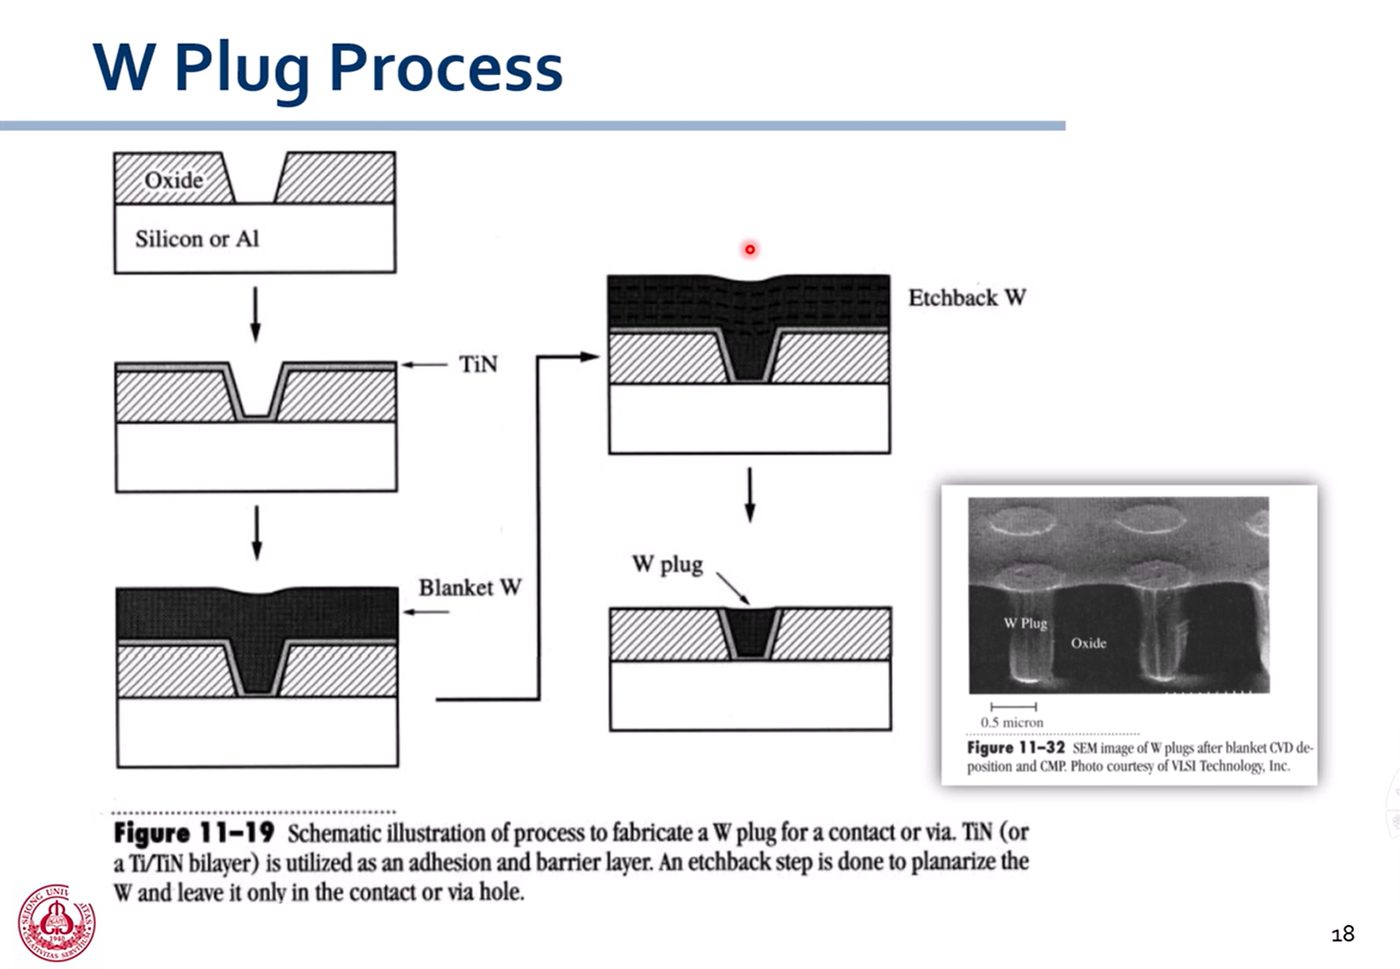 W Plug Process
Oxide
Silicon or Al
TiN
Blanket W
Etchback W
W plug
W Plug
Oxide
0.5 micron
Figure 11–32 SEM image of W plugs after blanket CVD de-
position and CMP. Photo courtesy of VLSI Technology, Inc.
Figure 11–19 Schematic illustration of process to fabricate a W plug for a contact or via. TiN (or
a Ti/TiN bilayer) is utilized as an adhesion and barrier layer. An etchback step is done to planarize the
W and leave it only in the contact or via hole.
1940
18